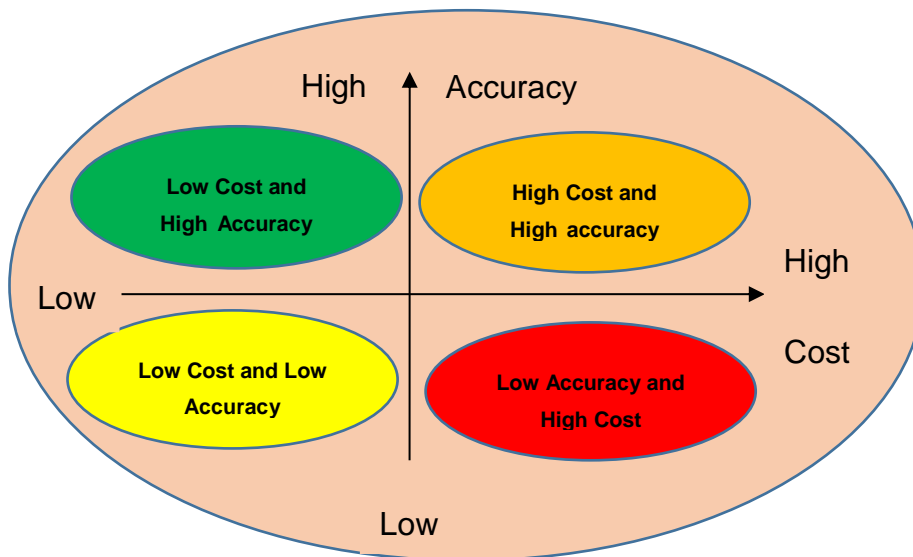 High
Accuracy
Low Cost and
High Accuracy
High Cost and
High accuracy
High
Low
Cost
Low Cost and Low
Accuracy
Low Accuracy and
High Cost
Low